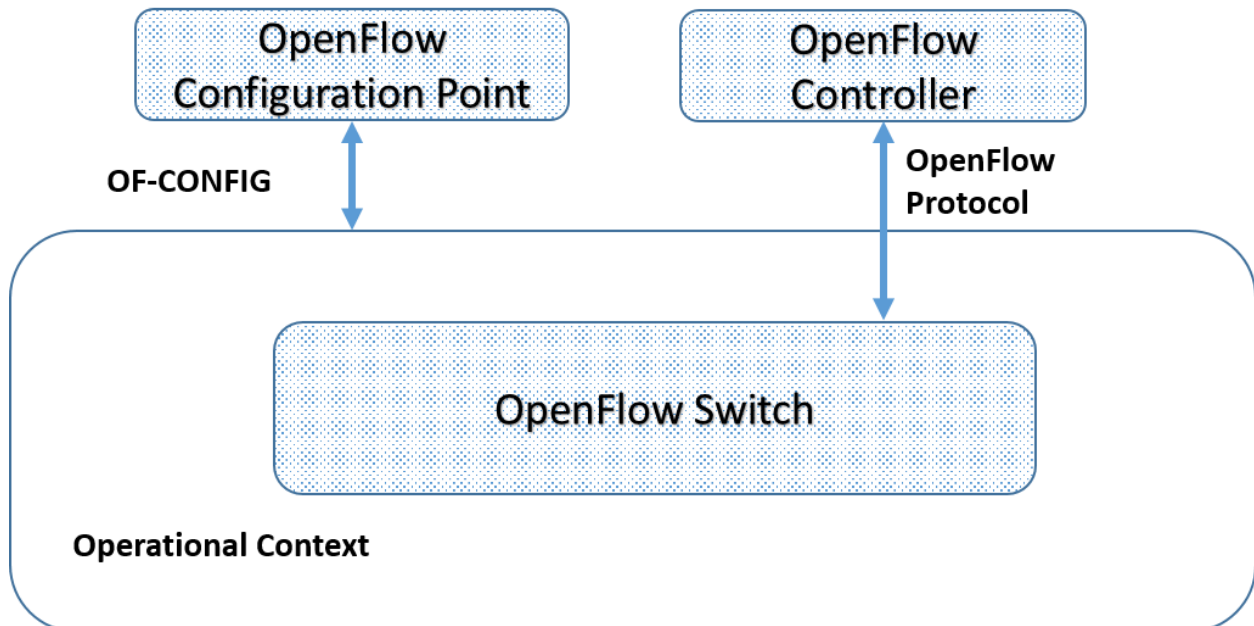 OpenFlow
Configuration Point
OpenFlow
Controller
OF-CONFIG
OpenFlow
Protocol
OpenFlow Switch
Operational Context